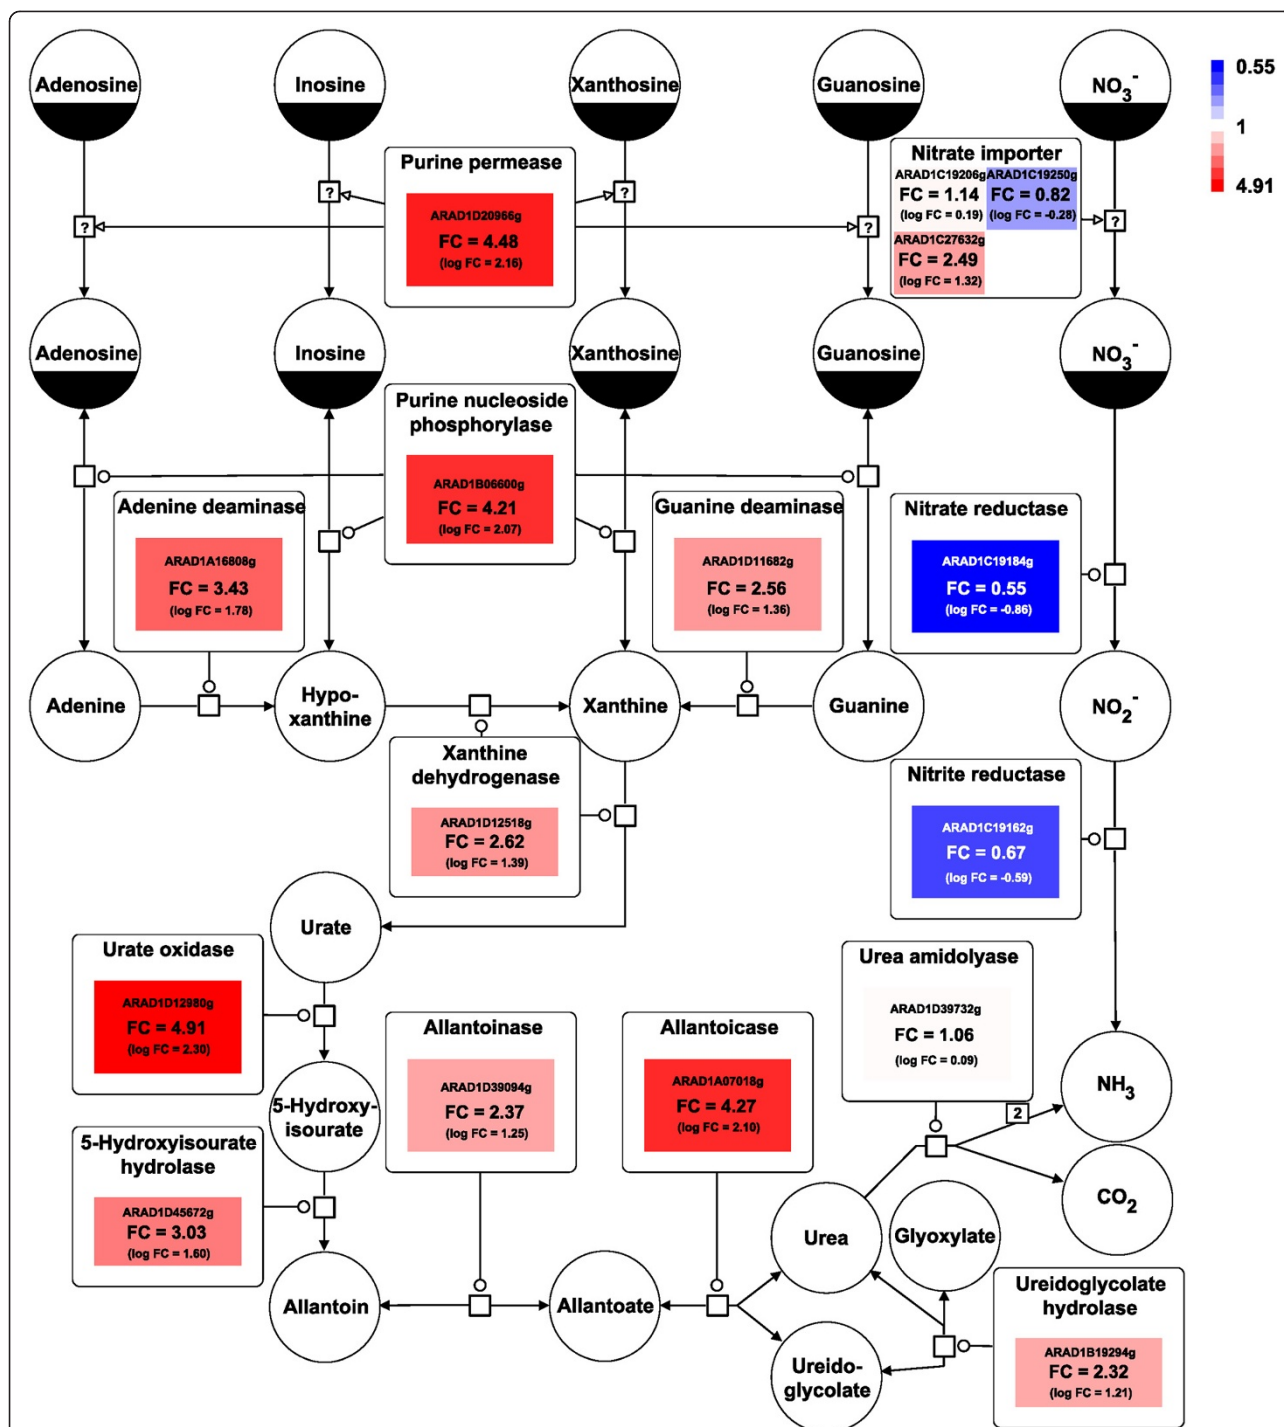 Adenosine
Inosine
Xanthosine
Guanosine
NO3-
0.55
1
4.91
Purine permease
ARAD1D20966g
FC = 4.48
(log FC = 2.16)
Nitrate importer
ARAD1C19206g
FC = 1.14
(log FC = 0.19)
ARAD1C19250g
FC = 0.82
(log FC = -0.28)
ARAD1C27632g
FC = 2.49
(log FC = 1.32)
?
?
?
?
?
Adenosine
Inosine
Xanthosine
Guanosine
NO3-
Purine nucleoside
phosphorylase
ARAD1B06600g
FC = 4.21
(log FC = 2.07)
Adenine deaminase
ARAD1A16808g
FC = 3.43
(log FC = 1.78)
Guanine deaminase
ARAD1D11682g
FC = 2.56
(log FC = 1.36)
Nitrate reductase
ARAD1C19184g
FC = 0.55
(log FC = -0.86)
Adenine
Hypo-
xanthine
Xanthine
Guanine
NO2-
Xanthine
dehydrogenase
ARAD1D12518g
FC = 2.62
(log FC = 1.39)
Nitrite reductase
ARAD1C19162g
FC = 0.67
(log FC = -0.59)
Urate
Urate oxidase
ARAD1D12980g
FC = 4.91
(log FC = 2.30)
Urea amidolyase
ARAD1D39732g
FC = 1.06
(log FC = 0.09)
Allantoinase
ARAD1D39094g
FC = 2.37
(log FC = 1.25)
Allantoicase
ARAD1A07018g
FC = 4.27
(log FC = 2.10)
5-Hydroxy-
isourate
2
NH3
5-Hydroxyisourate
hydrolase
ARAD1D45672g
FC = 3.03
(log FC = 1.60)
CO2
Urea
Glyoxylate
Allantoin
Allantoate
Ureidoglycolate
hydrolase
ARAD1B19294g
FC = 2.32
(log FC = 1.21)
Ureido-
glycolate